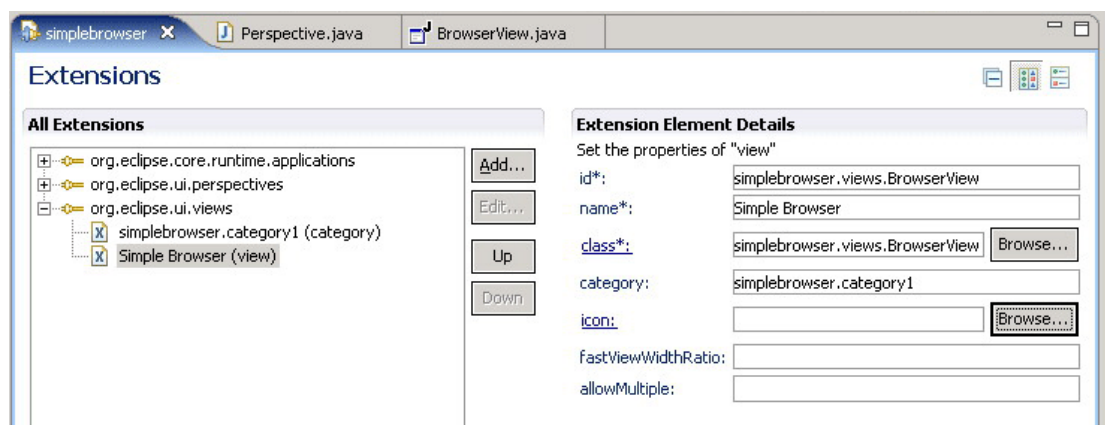 simplebrowser
Perspective.java
BrowserView.java
Extensions
All Extensions
org.eclipse.core.runtime.applications
org.eclipse.ui.perspectives
org.eclipse.ui.views
simplebrowser.category1 (category)
Simple Browser (view)
Add...
Edit...
Up
Down
Extension Element Details
Set the properties of "view"
id*: simplebrowser.views.BrowserView
name*: Simple Browser
class*: simplebrowser.views.BrowserView Browse...
category: simplebrowser.category1
icon: Browse...
fastViewWidthRatio:
allowMultiple: